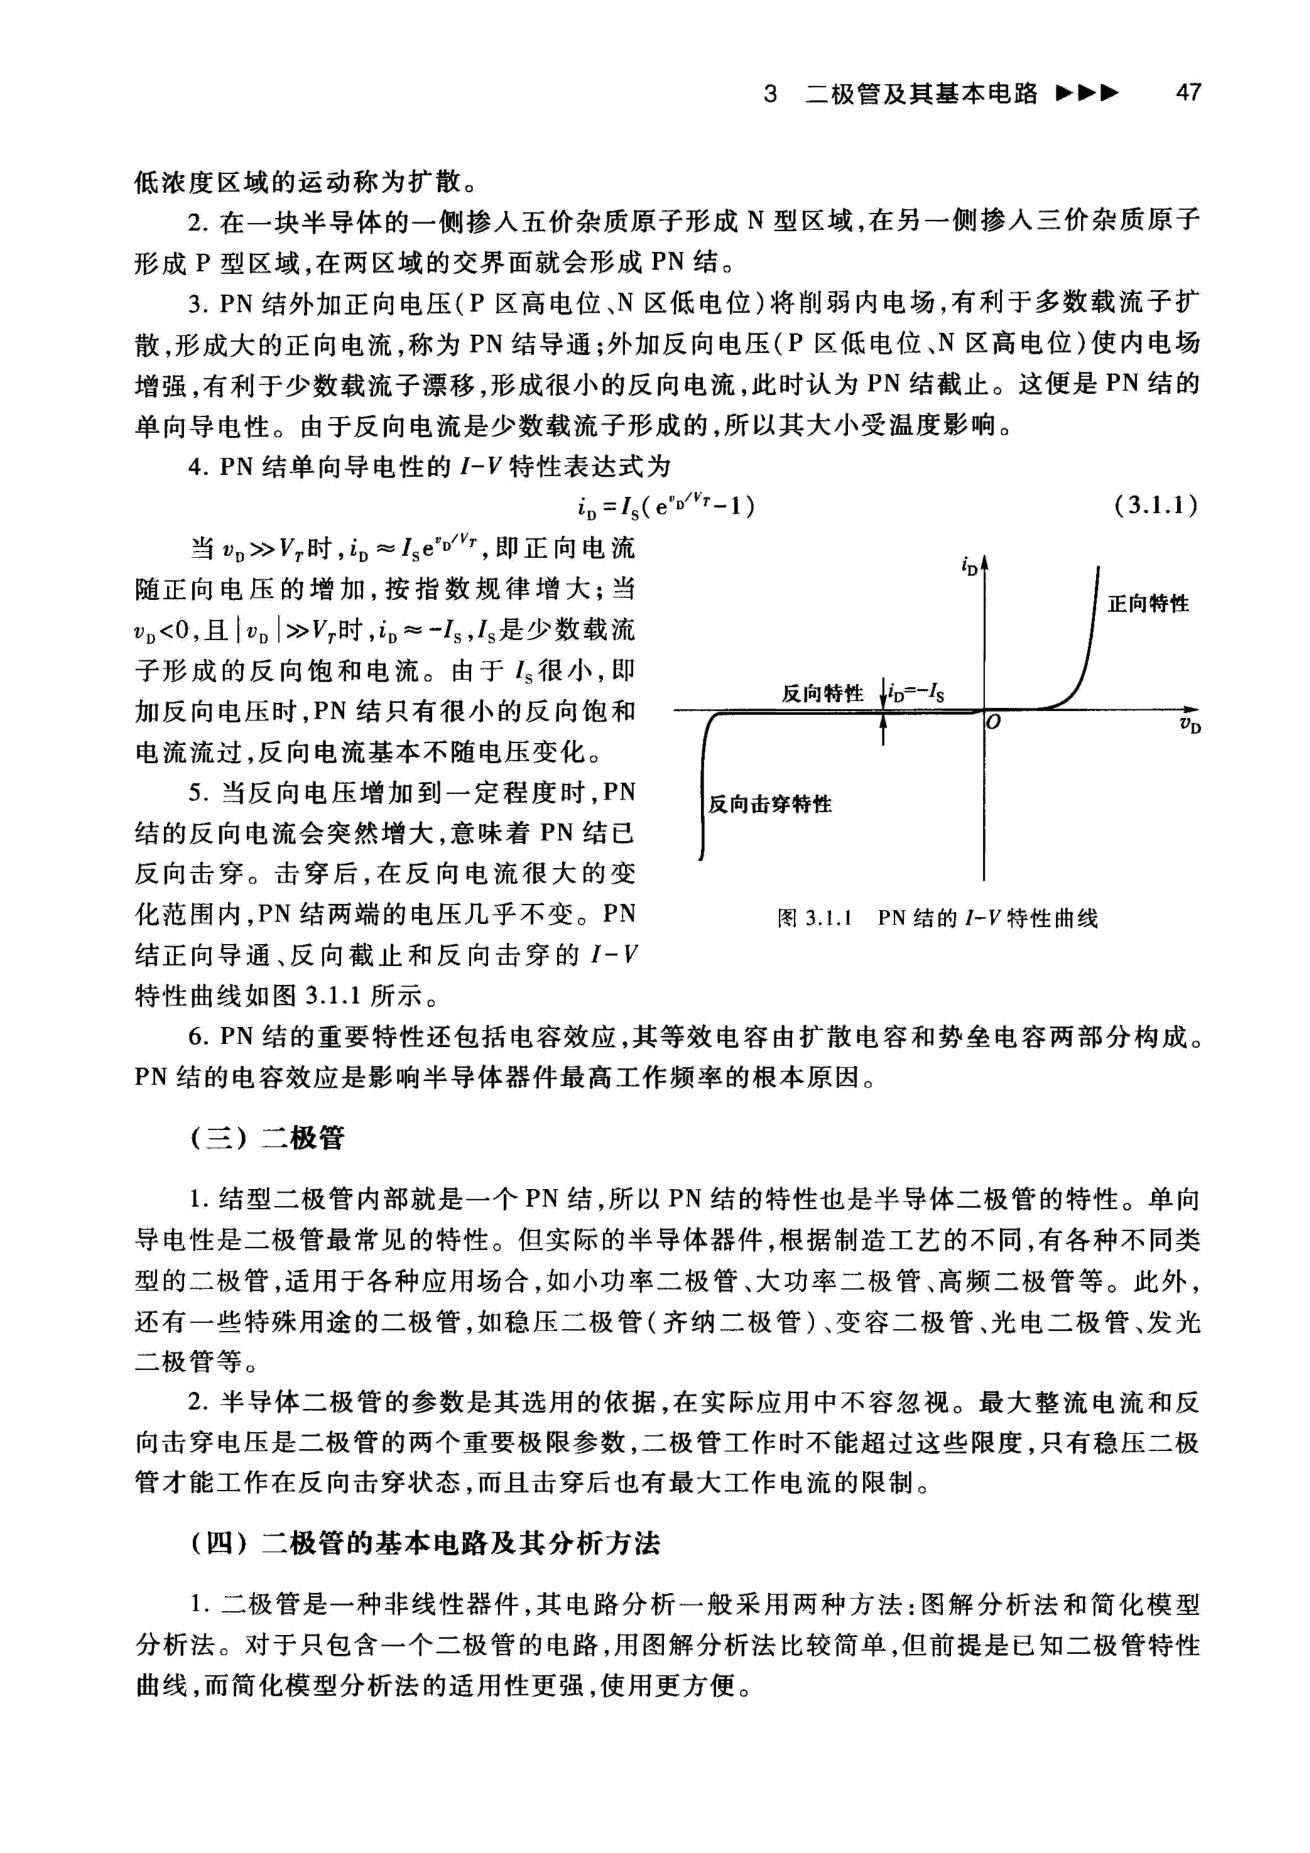 3 二极管及其基本电路 ▶▶▶ 47
低浓度区域的运动称为扩散。
2. 在一块半导体的一侧掺入五价杂质原子形成 N 型区域,在另一侧掺入三价杂质原子
形成 P 型区域,在两区域的交界面就会形成 PN 结。
3. PN 结外加正向电压(P 区高电位、N 区低电位)将削弱内电场,有利于多数载流子扩
散,形成大的正向电流,称为 PN 结导通;外加反向电压(P 区低电位、N 区高电位)使内电场
增强,有利于少数载流子漂移,形成很小的反向电流,此时认为 PN 结截止。这便是 PN 结的
单向导电性。由于反向电流是少数载流子形成的,所以其大小受温度影响。
4. PN 结单向导电性的 I-V 特性表达式为
i_D = I_S(e^{v_D/V_T}-1) (3.1.1)
当 v_D≫V_T时,i_D≈I_Se^{v_D/V_T},即正向电流
随正向电压的增加,按指数规律增大;当
v_D<0,且|v_D|≫V_T时,i_D≈-I_S,I_S是少数载流
子形成的反向饱和电流。由于 I_S很小,即
加反向电压时,PN 结只有很小的反向饱和
电流流过,反向电流基本不随电压变化。
5. 当反向电压增加到一定程度时,PN
结的反向电流会突然增大,意味着 PN 结已
反向击穿。击穿后,在反向电流很大的变
化范围内,PN 结两端的电压几乎不变。PN
结正向导通、反向截止和反向击穿的 I-V
特性曲线如图 3.1.1 所示。
i_D
正向特性
反向特性 i_D=-I_S
O
v_D
反向击穿特性
图 3.1.1 PN 结的 I-V 特性曲线
6. PN 结的重要特性还包括电容效应,其等效电容由扩散电容和势垒电容两部分构成。
PN 结的电容效应是影响半导体器件最高工作频率的根本原因。
(三) 二极管
1. 结型二极管内部就是一个 PN 结,所以 PN 结的特性也是半导体二极管的特性。单向
导电性是二极管最常见的特性。但实际的半导体器件,根据制造工艺的不同,有各种不同类
型的二极管,适用于各种应用场合,如小功率二极管、大功率二极管、高频二极管等。此外,
还有一些特殊用途的二极管,如稳压二极管(齐纳二极管)、变容二极管、光电二极管、发光
二极管等。
2. 半导体二极管的参数是其选用的依据,在实际应用中不容忽视。最大整流电流和反
向击穿电压是二极管的两个重要极限参数,二极管工作时不能超过这些限度,只有稳压二极
管才能工作在反向击穿状态,而且击穿后也有最大工作电流的限制。
(四) 二极管的基本电路及其分析方法
1. 二极管是一种非线性器件,其电路分析一般采用两种方法:图解分析法和简化模型
分析法。对于只包含一个二极管的电路,用图解分析法比较简单,但前提是已知二极管特性
曲线,而简化模型分析法的适用性更强,使用更方便。